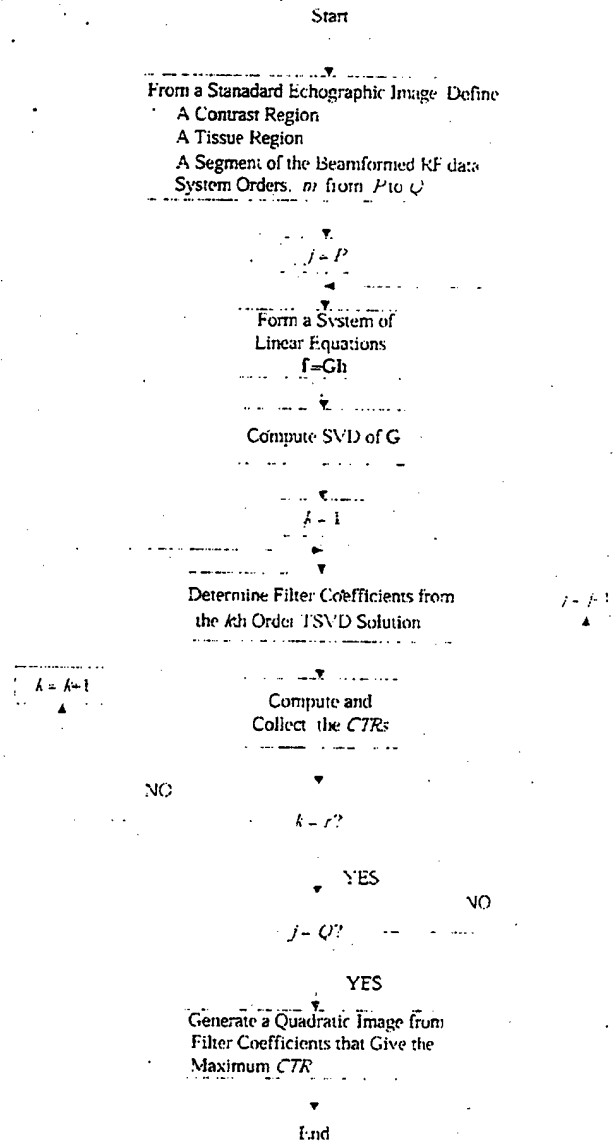 Start
From a Stanadard Echographic Image Define
A Contrast Region
A Tissue Region
A Segment of the Beamformed RF data
System Orders, m from P to Q
j = P
Form a System of
Linear Equations
f=Gh
Compute SVD of G
k = 1
Determine Filter Coefficients from
the kth Order TSVD Solution
j = j+1
k = k+1
Compute and
Collect the CTRs
NO
k = r?
YES
NO
j = Q?
YES
Generate a Quadratic Image from
Filter Coefficients that Give the
Maximum CTR
End